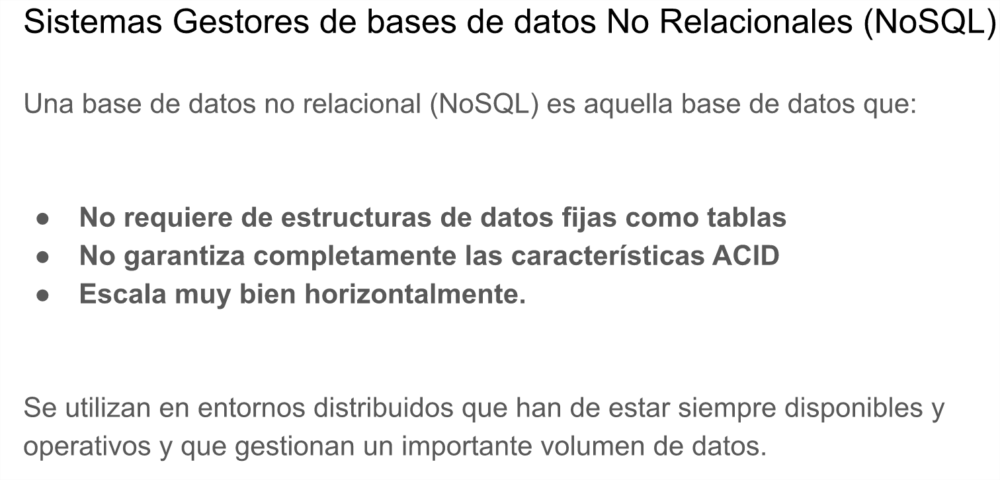 Sistemas Gestores de bases de datos No Relacionales (NoSQL)
Una base de datos no relacional (NoSQL) es aquella base de datos que:
● No requiere de estructuras de datos fijas como tablas
● No garantiza completamente las características ACID
● Escala muy bien horizontalmente.
Se utilizan en entornos distribuidos que han de estar siempre disponibles y
operativos y que gestionan un importante volumen de datos.